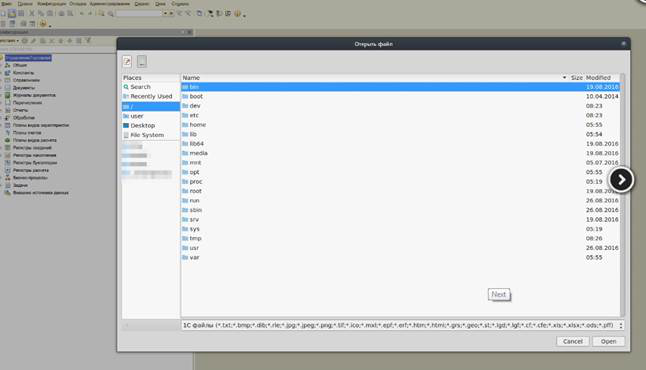 Файл Правка Конфигурация Отладка Администрирование Сервис Окна Справка
Конфигурация
Действия
УправлениеТорговлей
Общие
Константы
Справочники
Документы
Журналы документов
Перечисления
Отчеты
Обработки
Планы видов характеристик
Планы счетов
Планы видов расчета
Регистры сведений
Регистры накопления
Регистры бухгалтерии
Регистры расчета
Бизнес-процессы
Задачи
Внешние источники данных
Открыть файл
Places
Search
Recently Used
/
user
Desktop
File System
Name Size Modified
bin 19.08.2016
boot 10.04.2014
dev 08:23
etc 08:23
home 05:55
lib 05:54
lib64 19.08.2016
media 19.08.2016
mnt 05.07.2016
opt 05:55
proc 05:19
root 19.08.2016
run 26.08.2016
sbin 26.08.2016
srv 19.08.2016
sys 05:19
tmp 08:26
usr 26.08.2016
var 05:55
Next
1С файлы (*.txt;*.bmp;*.dib;*.rle;*.jpg;*.jpeg;*.png;*.tif;*.ico;*.mxl;*.epf;*.erf;*.htm;*.html;*.grs;*.geo;*.st;*.lgd;*.lgf;*.cf;*.cfe;*.xls;*.xlsx;*.ods;*.pff)
Cancel Open